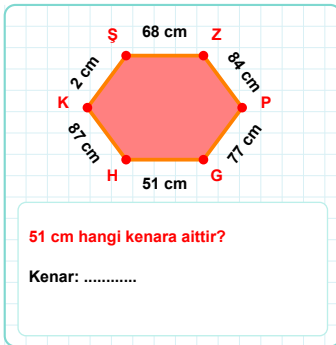 68 cm
Ş
Z
2 cm
84 cm
K
P
87 cm
77 cm
H
G
51 cm
51 cm hangi kenara aittir?
Kenar: ............